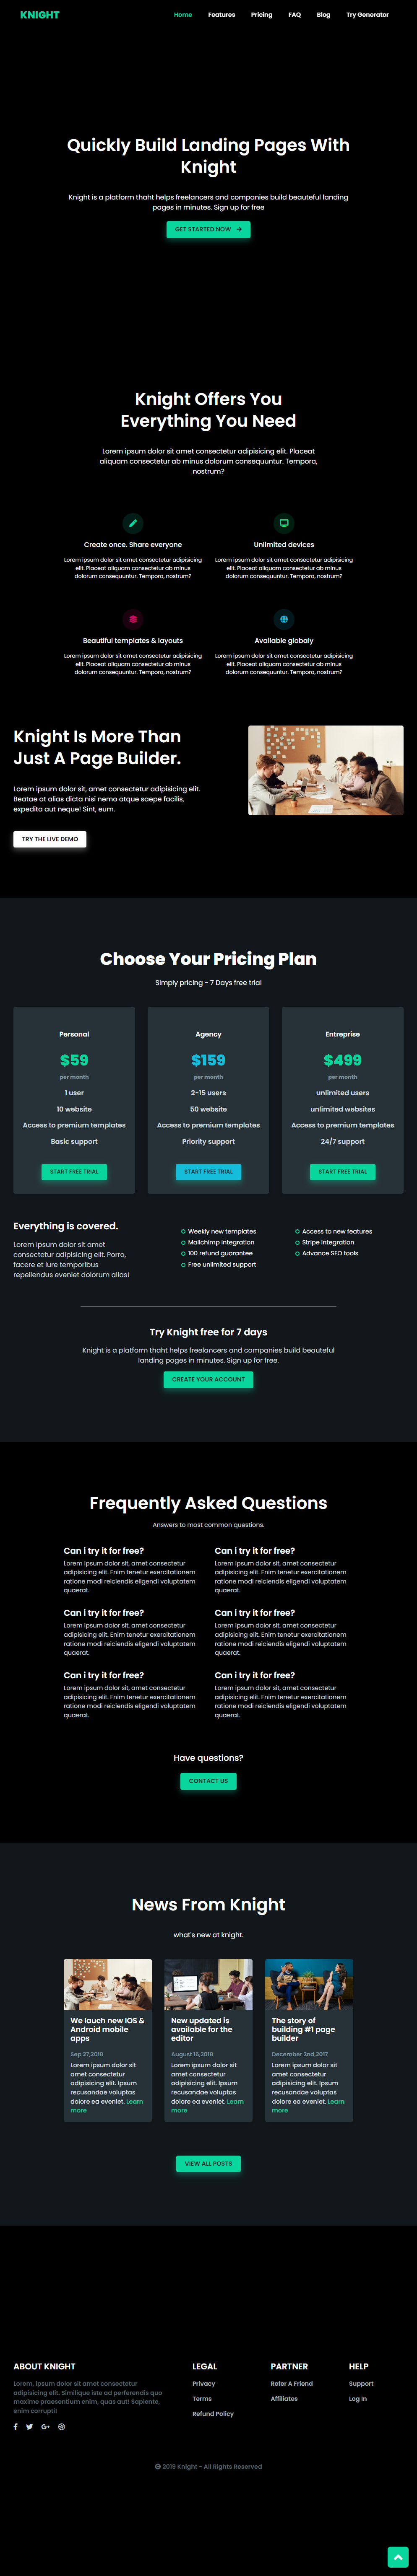 KNIGHT
Home Features Pricing FAQ Blog Try Generator
Quickly Build Landing Pages With
Knight
Knight is a platform thaht helps freelancers and companies build beauteful landing
pages in minutes. Sign up for free
GET STARTED NOW
Knight Offers You
Everything You Need
Lorem ipsum dolor sit amet consectetur adipisicing elit. Placeat
aliquam consectetur ab minus dolorum consequuntur. Tempora,
nostrum?
Create once. Share everyone
Lorem ipsum dolor sit amet consectetur adipisicing
elit. Placeat aliquam consectetur ab minus
dolorum consequuntur. Tempora, nostrum?
Unlimited devices
Lorem ipsum dolor sit amet consectetur adipisicing
elit. Placeat aliquam consectetur ab minus
dolorum consequuntur. Tempora, nostrum?
Beautiful templates & layouts
Lorem ipsum dolor sit amet consectetur adipisicing
elit. Placeat aliquam consectetur ab minus
dolorum consequuntur. Tempora, nostrum?
Available globaly
Lorem ipsum dolor sit amet consectetur adipisicing
elit. Placeat aliquam consectetur ab minus
dolorum consequuntur. Tempora, nostrum?
Knight Is More Than
Just A Page Builder.
Lorem ipsum dolor sit, amet consectetur adipisicing elit.
Beatae at alias dicta nisi nemo atque saepe facilis,
expedita aut neque! Sint, eum.
TRY THE LIVE DEMO
Choose Your Pricing Plan
Simply pricing - 7 Days free trial
Personal
$59
per month
1 user
10 website
Access to premium templates
Basic support
START FREE TRIAL
Agency
$159
per month
2-15 users
50 website
Access to premium templates
Priority support
START FREE TRIAL
Entreprise
$499
per month
unlimited users
unlimited websites
Access to premium templates
24/7 support
START FREE TRIAL
Everything is covered.
Lorem ipsum dolor sit amet
consectetur adipisicing elit. Porro,
facere et iure temporibus
repellendus eveniet dolorum alias!
Weekly new templates
Mailchimp integration
100 refund guarantee
Free unlimited support
Access to new features
Stripe integration
Advance SEO tools
Try Knight free for 7 days
Knight is a platform thaht helps freelancers and companies build beauteful
landing pages in minutes. Sign up for free.
CREATE YOUR ACCOUNT
Frequently Asked Questions
Answers to most common questions.
Can i try it for free?
Lorem ipsum dolor sit, amet consectetur
adipisicing elit. Enim tenetur exercitationem
ratione modi reiciendis eligendi voluptatem
quaerat.
Can i try it for free?
Lorem ipsum dolor sit, amet consectetur
adipisicing elit. Enim tenetur exercitationem
ratione modi reiciendis eligendi voluptatem
quaerat.
Can i try it for free?
Lorem ipsum dolor sit, amet consectetur
adipisicing elit. Enim tenetur exercitationem
ratione modi reiciendis eligendi voluptatem
quaerat.
Can i try it for free?
Lorem ipsum dolor sit, amet consectetur
adipisicing elit. Enim tenetur exercitationem
ratione modi reiciendis eligendi voluptatem
quaerat.
Can i try it for free?
Lorem ipsum dolor sit, amet consectetur
adipisicing elit. Enim tenetur exercitationem
ratione modi reiciendis eligendi voluptatem
quaerat.
Can i try it for free?
Lorem ipsum dolor sit, amet consectetur
adipisicing elit. Enim tenetur exercitationem
ratione modi reiciendis eligendi voluptatem
quaerat.
Have questions?
CONTACT US
News From Knight
what's new at knight.
We lauch new IOS &
Android mobile
apps
Sep 27,2018
Lorem ipsum dolor sit
amet consectetur
adipisicing elit. Ipsum
recusandae voluptas
dolore ea eveniet. Learn
more
New updated is
available for the
editor
August 16,2018
Lorem ipsum dolor sit
amet consectetur
adipisicing elit. Ipsum
recusandae voluptas
dolore ea eveniet. Learn
more
The story of
building #1 page
builder
December 2nd,2017
Lorem ipsum dolor sit
amet consectetur
adipisicing elit. Ipsum
recusandae voluptas
dolore ea eveniet. Learn
more
VIEW ALL POSTS
ABOUT KNIGHT
Lorem, ipsum dolor sit amet consectetur
adipisicing elit. Similique iste ad perferendis quo
maxime praesentium enim, quas aut! Sapiente,
enim corrupti!
LEGAL
Privacy
Terms
Refund Policy
PARTNER
Refer A Friend
Affiliates
HELP
Support
Log In
© 2019 Knight - All Rights Reserved